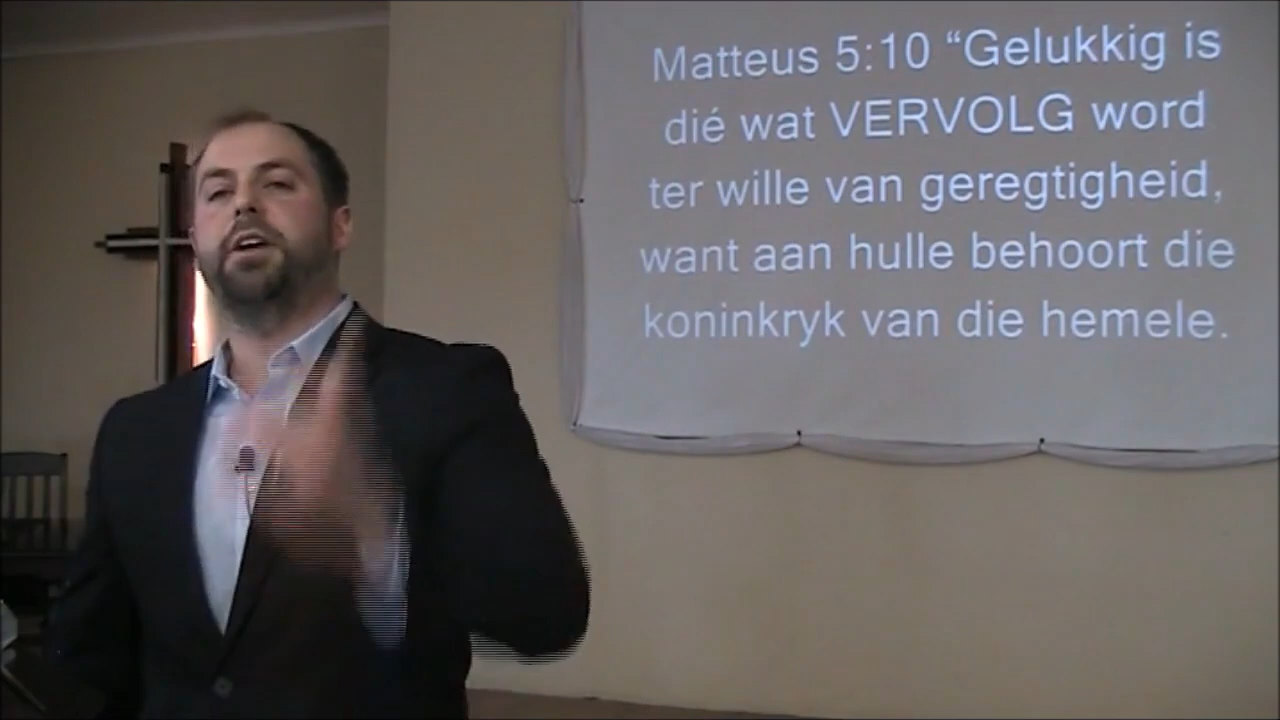 Matteus 5:10 “Gelukkig is
dié wat VERVOLG word
ter wille van geregtigheid,
want aan hulle behoort die
koninkryk van die hemele.